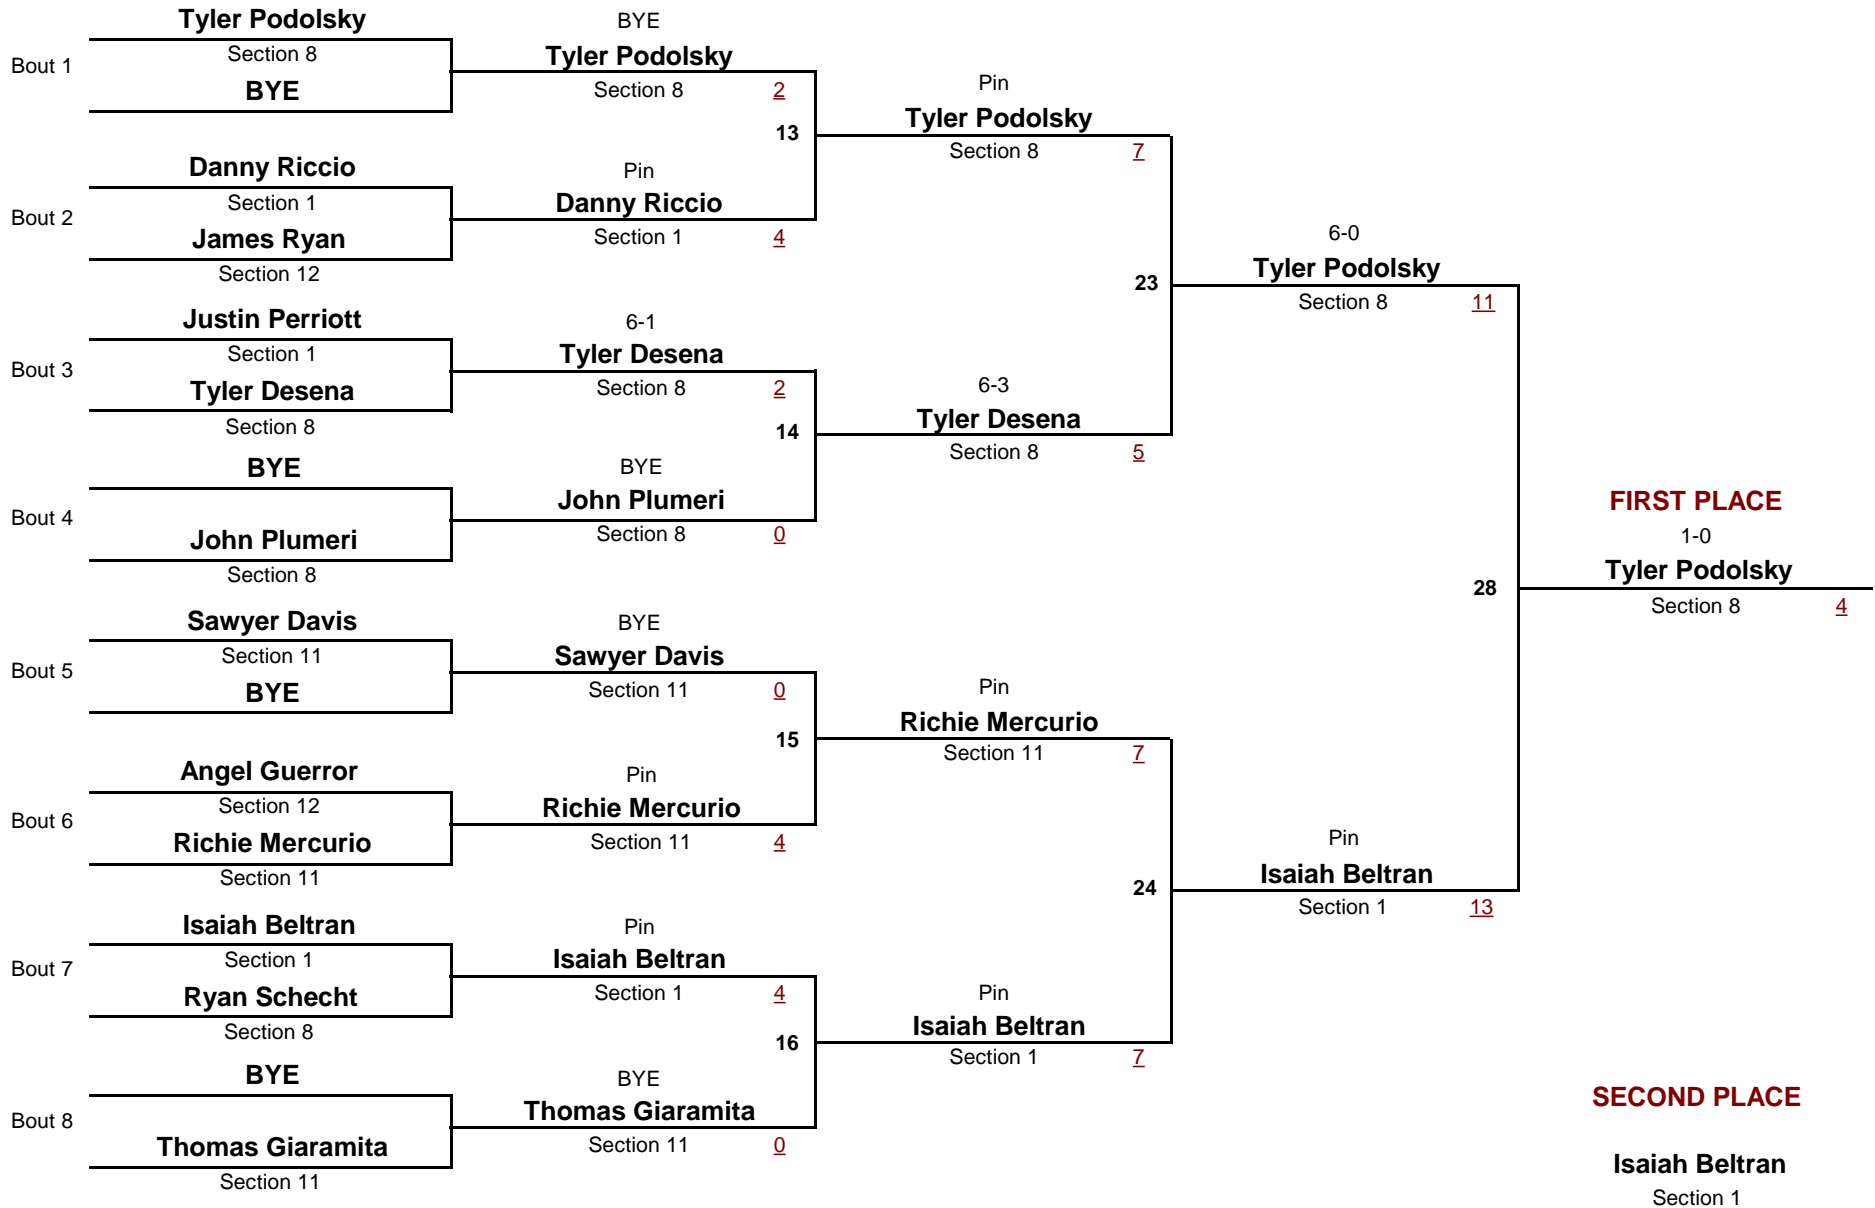 Tyler Podolsky
Bout 1
Section 8
BYE
Danny Riccio
Bout 2
Section 1
James Ryan
Section 12
Justin Perriott
Bout 3
Section 1
Tyler Desena
Section 8
BYE
Bout 4
John Plumeri
Section 8
Sawyer Davis
Bout 5
Section 11
BYE
Angel Guerror
Bout 6
Section 12
Richie Mercurio
Section 11
Isaiah Beltran
Bout 7
Section 1
Ryan Schecht
Section 8
BYE
Bout 8
Thomas Giaramita
Section 11
BYE
Tyler Podolsky
Section 8 2
13
Pin
Danny Riccio
Section 1 4
6-1
Tyler Desena
Section 8 2
14
BYE
John Plumeri
Section 8 0
BYE
Sawyer Davis
Section 11 0
15
Pin
Richie Mercurio
Section 11 4
Pin
Isaiah Beltran
Section 1 4
16
BYE
Thomas Giaramita
Section 11 0
Pin
Tyler Podolsky
Section 8 7
23
6-3
Tyler Desena
Section 8 5
Pin
Richie Mercurio
Section 11 7
24
Pin
Isaiah Beltran
Section 1 7
6-0
Tyler Podolsky
Section 8 11
28
Pin
Isaiah Beltran
Section 1 13
FIRST PLACE
1-0
Tyler Podolsky
Section 8 4
SECOND PLACE
Isaiah Beltran
Section 1